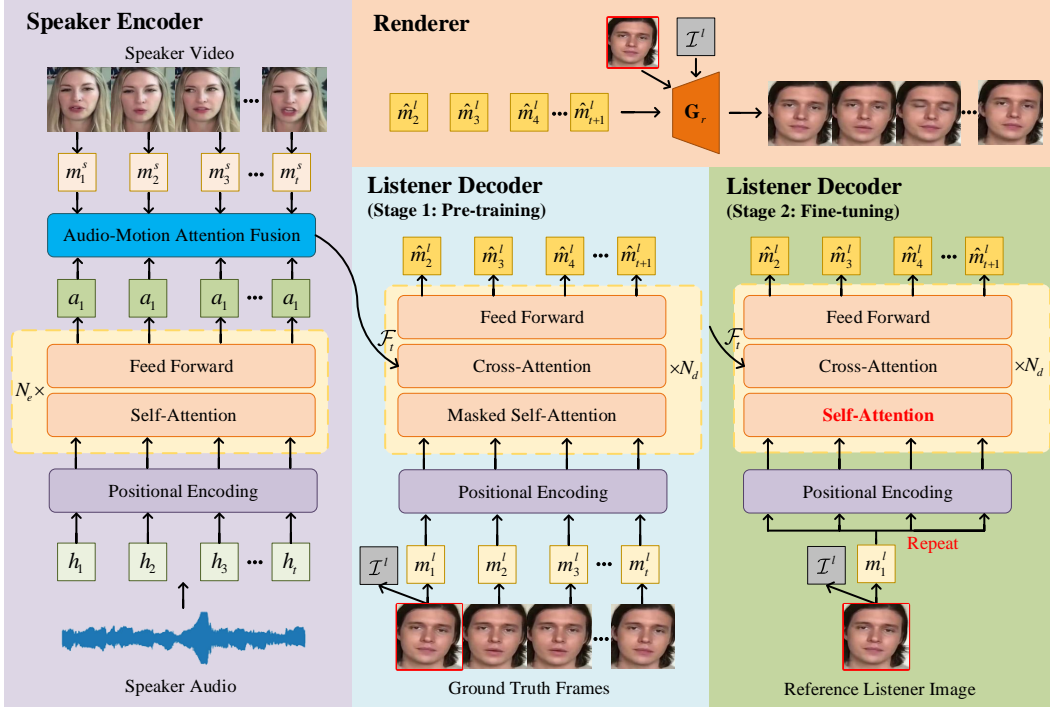 Speaker Encoder
Speaker Video
m₁ˢ m₂ˢ m₃ˢ ••• mₜˢ
Audio-Motion Attention Fusion
a₁ a₁ a₁ ••• a₁
Feed Forward
Nₑ×
Self-Attention
Positional Encoding
h₁ h₂ h₃ ••• hₜ
Speaker Audio
Renderer
ℐˡ
m̂₂ˡ m̂₃ˡ m̂₄ˡ ••• m̂ₜ₊₁ˡ
Gᵣ
Listener Decoder
(Stage 1: Pre-training)
m̂₂ˡ m̂₃ˡ m̂₄ˡ ••• m̂ₜ₊₁ˡ
Feed Forward
ℱₜ
Cross-Attention
×N_d
Masked Self-Attention
Positional Encoding
ℐˡ m₁ˡ m₂ˡ m₃ˡ ••• mₜˡ
Ground Truth Frames
Listener Decoder
(Stage 2: Fine-tuning)
m̂₂ˡ m̂₃ˡ m̂₄ˡ ••• m̂ₜ₊₁ˡ
Feed Forward
ℱₜ
Cross-Attention
×N_d
Self-Attention
Positional Encoding
Repeat
ℐˡ m₁ˡ
Reference Listener Image